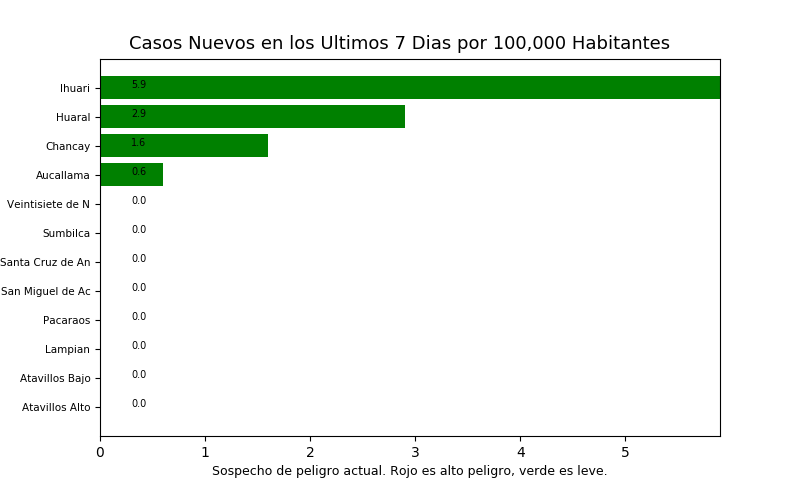 Casos Nuevos en los Ultimos 7 Dias por 100,000 Habitantes
Ihuari 5.9
Huaral 2.9
Chancay 1.6
Aucallama 0.6
Veintisiete de N 0.0
Sumbilca 0.0
Santa Cruz de An 0.0
San Miguel de Ac 0.0
Pacaraos 0.0
Lampian 0.0
Atavillos Bajo 0.0
Atavillos Alto 0.0
0 1 2 3 4 5
Sospecho de peligro actual. Rojo es alto peligro, verde es leve.